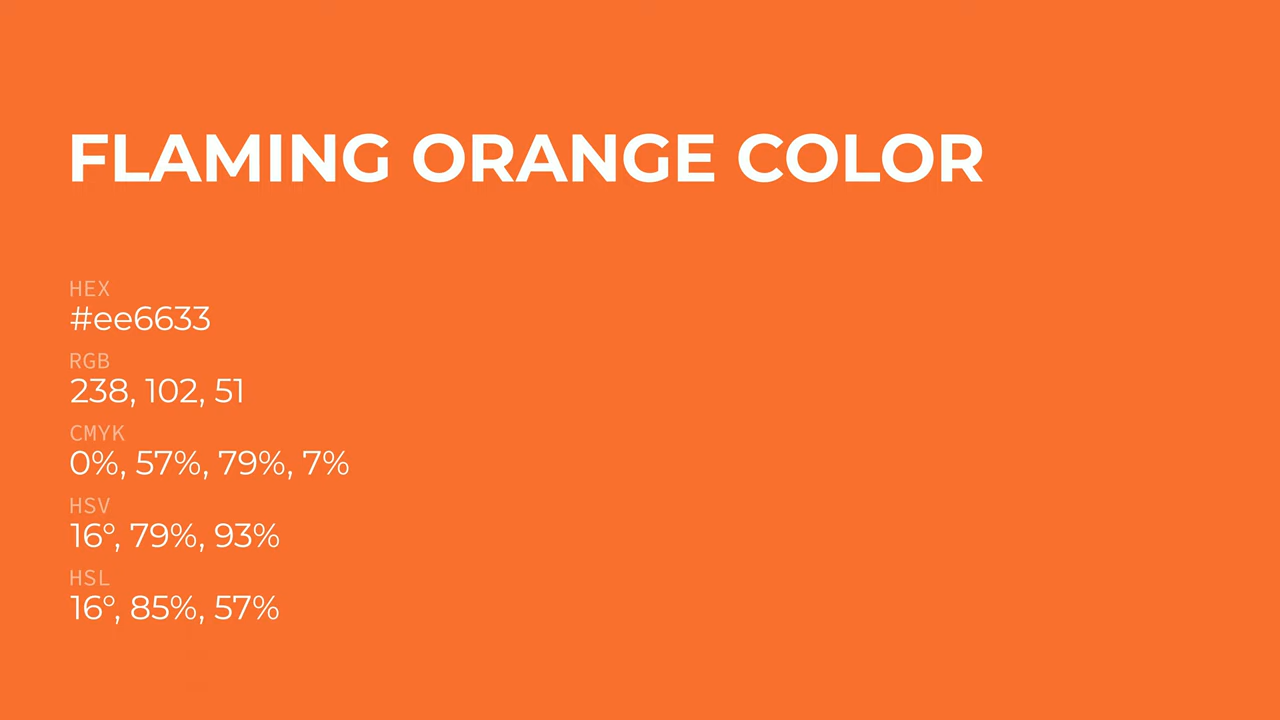 FLAMING ORANGE COLOR
HEX
#ee6633
RGB
238, 102, 51
CMYK
0%, 57%, 79%, 7%
HSV
16°, 79%, 93%
HSL
16°, 85%, 57%